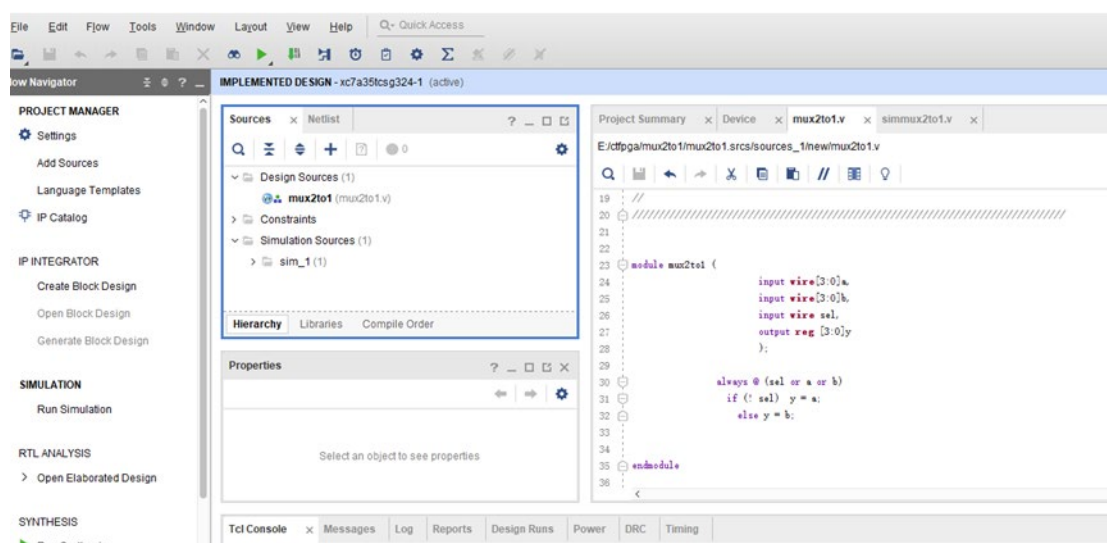 File Edit Flow Tools Window Layout View Help Quick Access
Σ
low Navigator ? _
IMPLEMENTED DESIGN - xc7a35tcsg324-1 (active)
PROJECT MANAGER
Settings
Add Sources
Language Templates
IP Catalog
IP INTEGRATOR
Create Block Design
Open Block Design
Generate Block Design
SIMULATION
Run Simulation
RTL ANALYSIS
> Open Elaborated Design
SYNTHESIS
Sources × Netlist ? _
0
Design Sources (1)
mux2to1 (mux2to1.v)
> Constraints
Simulation Sources (1)
> sim_1 (1)
Hierarchy Libraries Compile Order
Properties ? _ ×
Select an object to see properties
Project Summary × Device × mux2to1.v × simmux2to1.v ×
E:/ctfpga/mux2to1/mux2to1.srcs/sources_1/new/mux2to1.v
//
19 //
20 //////////////////////////////////////////////////////////////////////////////////
21
22
23 module mux2to1 (
24 input wire[3:0]a,
25 input wire[3:0]b,
26 input wire sel,
27 output reg [3:0]y
28 );
29
30 always @ (sel or a or b)
31 if (! sel) y = a;
32 else y = b;
33
34
35 endmodule
36
Tcl Console × Messages Log Reports Design Runs Power DRC Timing